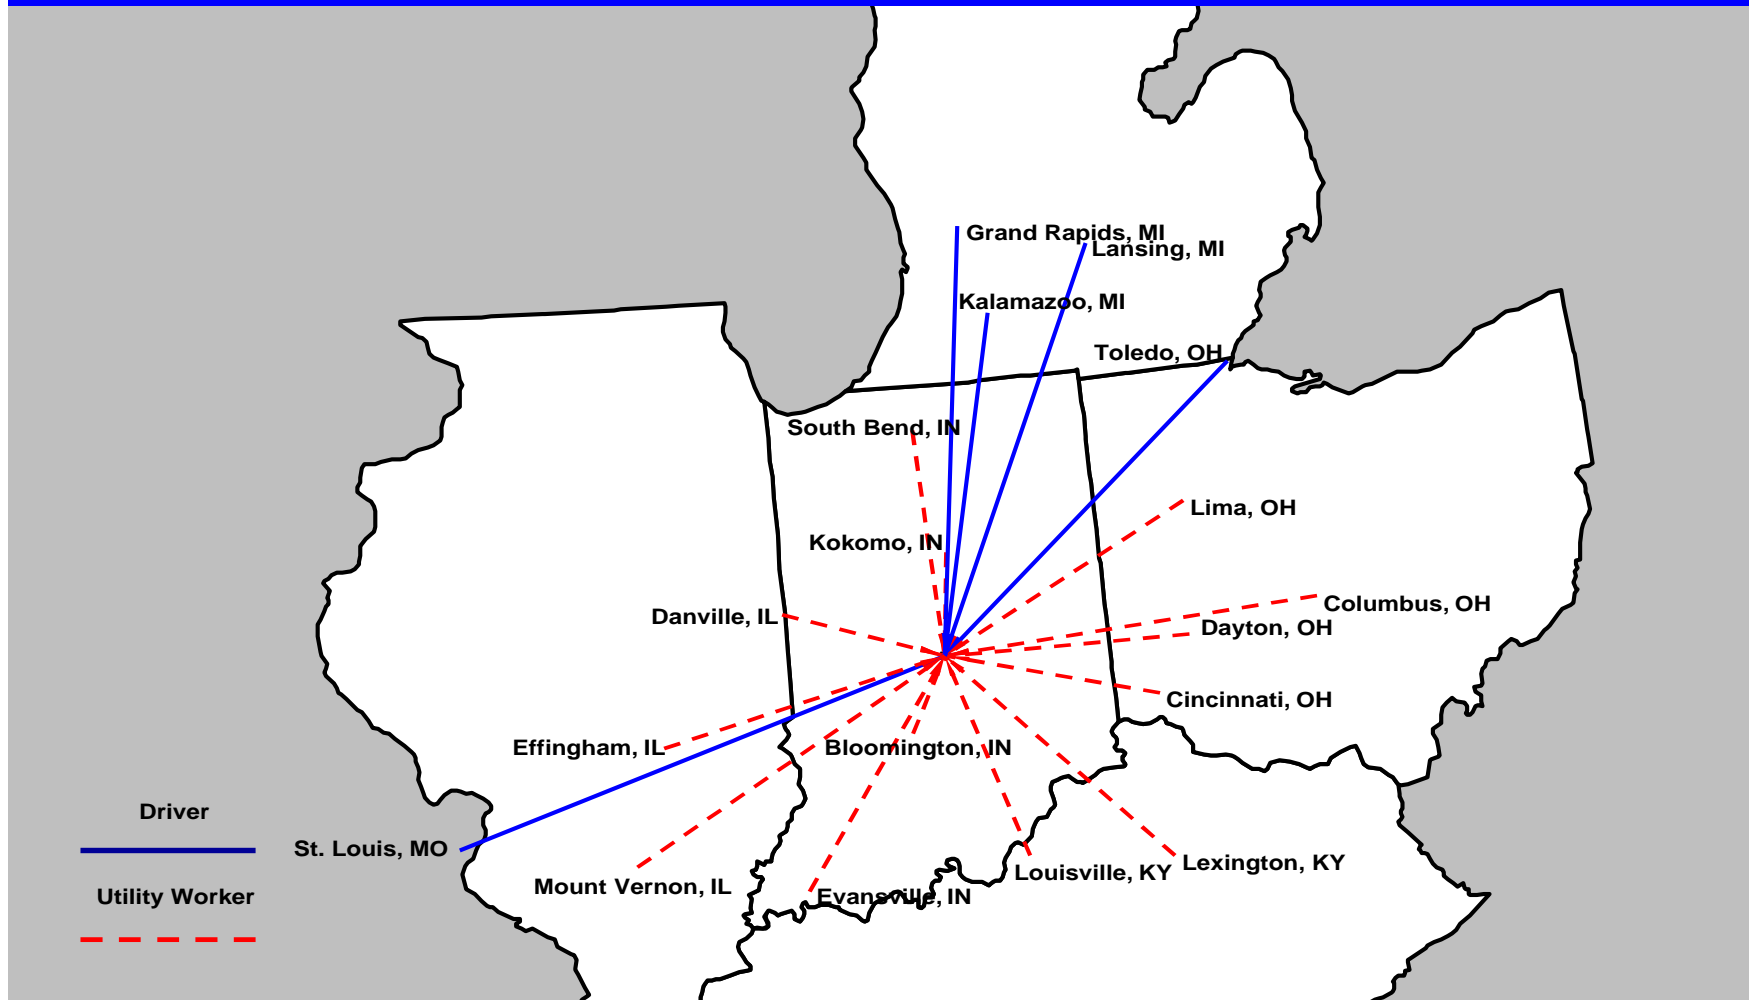 Grand Rapids, MI
Lansing, MI
Kalamazoo, MI
Toledo, OH
South Bend, IN
Lima, OH
Kokomo, IN
Columbus, OH
Danville, IL
Dayton, OH
Cincinnati, OH
Effingham, IL
Bloomington, IN
Driver
St. Louis, MO
Louisville, KY
Lexington, KY
Mount Vernon, IL
Utility Worker
Evansville, IN